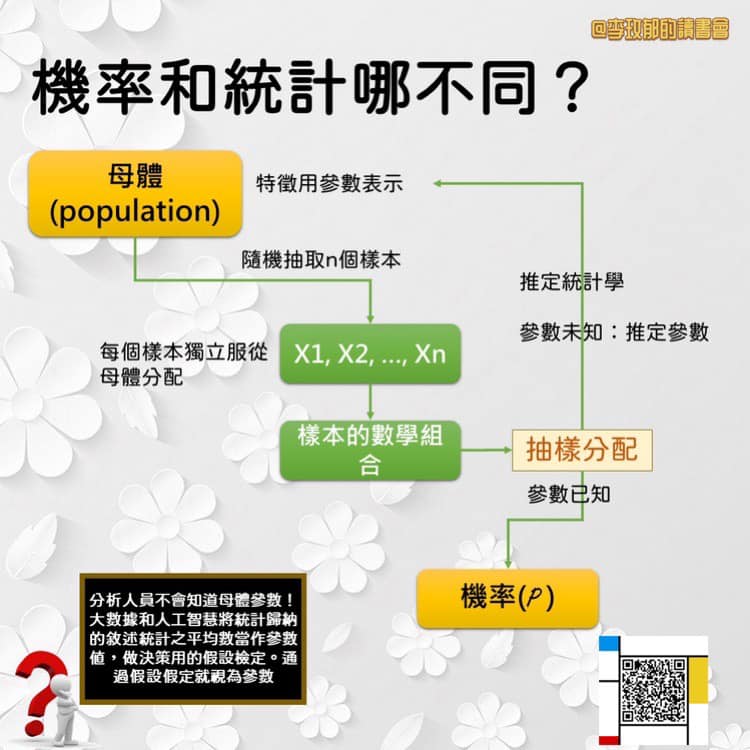 @李玫郁的讀書會
機率和統計哪不同？
母體
(population)
特徵用參數表示
隨機抽取n個樣本
推定統計學
參數未知：推定參數
每個樣本獨立服從
母體分配
X1, X2, …, Xn
樣本的數學組
合
抽樣分配
參數已知
機率(𝒫)
分析人員不會知道母體參數！
大數據和人工智慧將統計歸納
的敘述統計之平均數當作參數
值，做決策用的假設檢定。通
過假設假定就視為參數